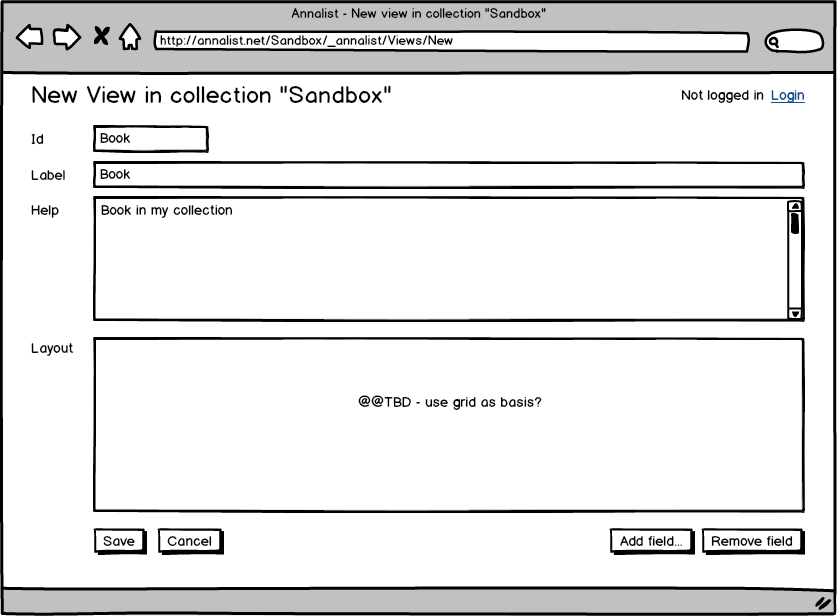 Annalist - New view in collection "Sandbox"
http://annalist.net/Sandbox/_annalist/Views/New
New View in collection "Sandbox"
Not logged in Login
Id
Book
Label
Book
Help
Book in my collection
Layout
@@TBD - use grid as basis?
Save
Cancel
Add field...
Remove field